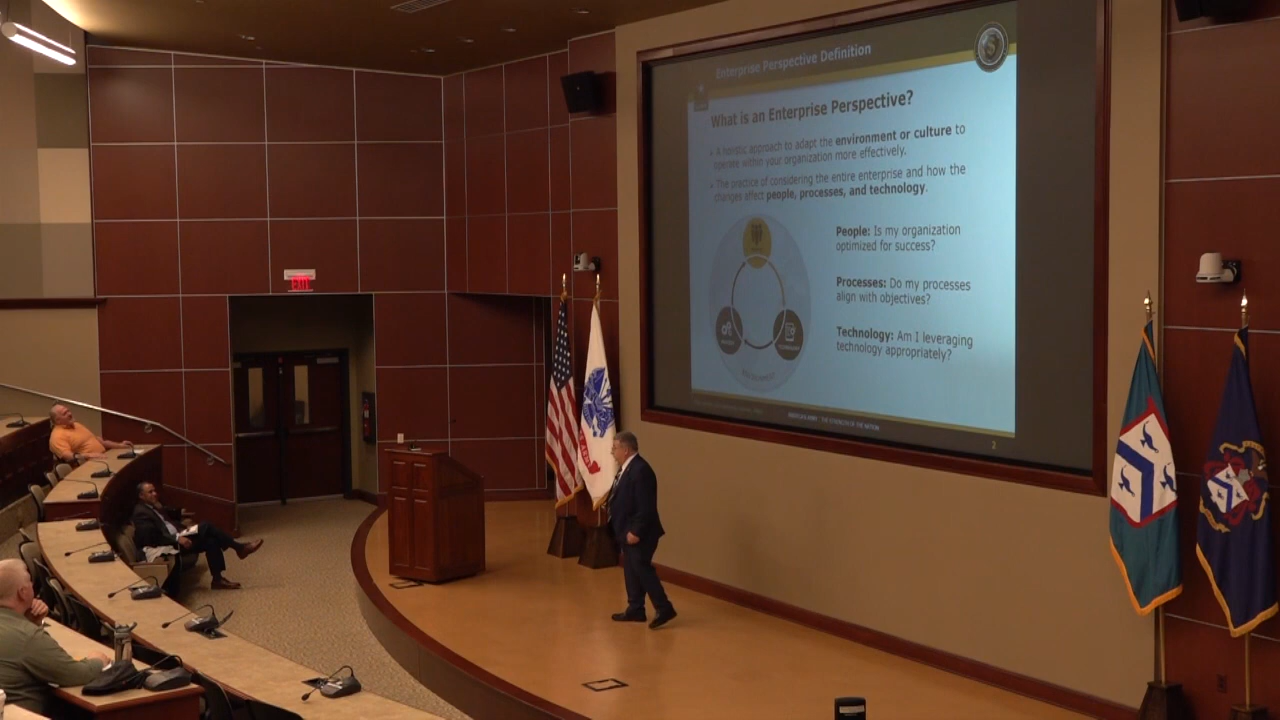 Enterprise Perspective Definition
What is an Enterprise Perspective?
A holistic approach to adapt the environment or culture to
operate within your organization more effectively.
The practice of considering the entire enterprise and how the
changes affect people, processes, and technology.
People: Is my organization
optimized for success?
Processes: Do my processes
align with objectives?
Technology: Am I leveraging
technology appropriately?
2
EXIT